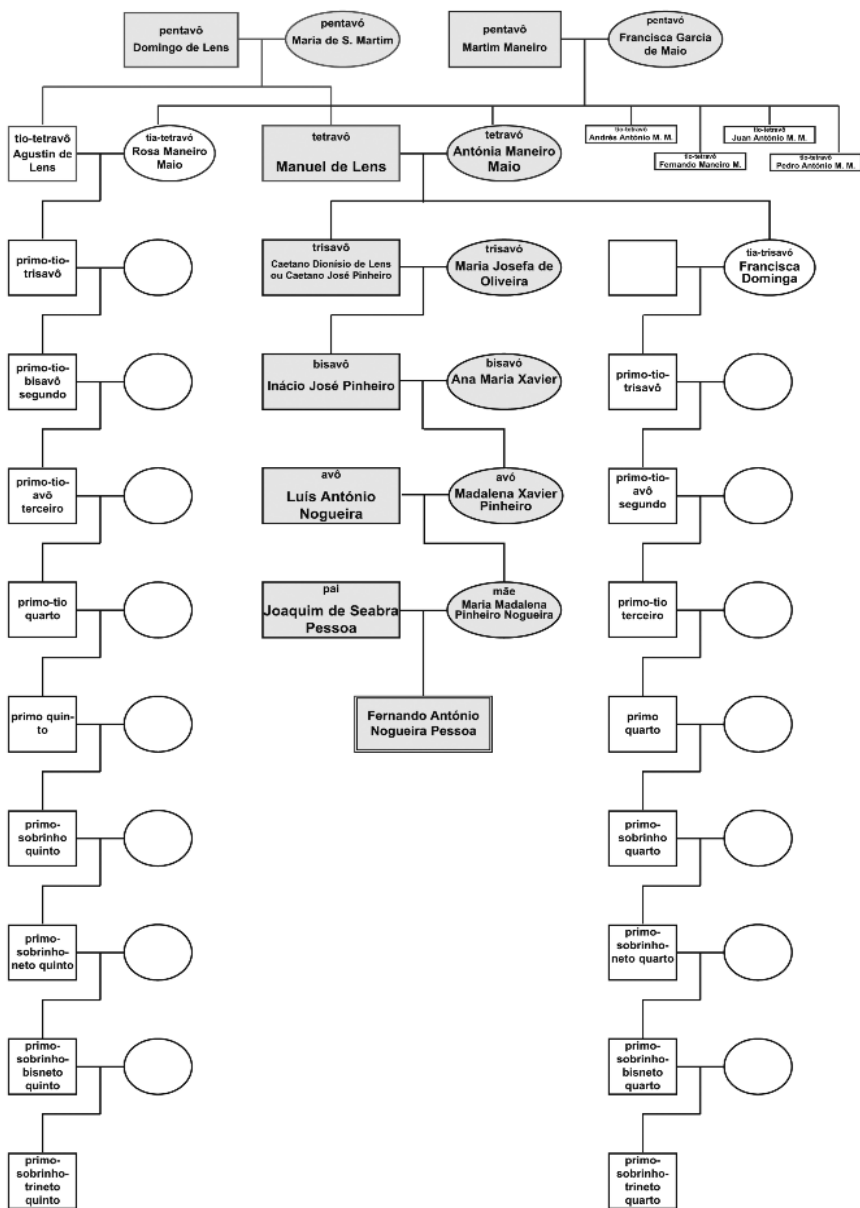 pentavô
Domingo de Lens
pentavó
Maria de S. Martim
pentavô
Martim Maneiro
pentavó
Francisca Garcia
de Maio
tio-tetravô
Agustin de
Lens
tia-tetravó
Rosa Maneiro
Maio
tetravô
Manuel de Lens
tetravó
Antónia Maneiro
Maio
tio-tetravô
Andrés António M. M.
tio-tetravô
Fernando Maneiro M.
tio-tetravô
Juan António M. M.
tio-tetravô
Pedro António M. M.
primo-tio-
trisavô
trisavô
Caetano Dionísio de Lens
ou Caetano José Pinheiro
trisavó
Maria Josefa de
Oliveira
tia-trisavó
Francisca
Dominga
primo-tio-
bisavô
segundo
bisavô
Inácio José Pinheiro
bisavó
Ana Maria Xavier
primo-tio-
trisavô
primo-tio-
avô
terceiro
avô
Luís António
Nogueira
avó
Madalena Xavier
Pinheiro
primo-tio-
avô
segundo
primo-tio
quarto
pai
Joaquim de Seabra
Pessoa
mãe
Maria Madalena
Pinheiro Nogueira
primo-tio
terceiro
primo quin-
to
Fernando António
Nogueira Pessoa
primo
quarto
primo-
sobrinho
quinto
primo-
sobrinho
quarto
primo-
sobrinho-
neto quinto
primo-
sobrinho-
neto quarto
primo-
sobrinho-
bisneto
quinto
primo-
sobrinho-
bisneto
quarto
primo-
sobrinho-
trineto
quinto
primo-
sobrinho-
trineto
quarto